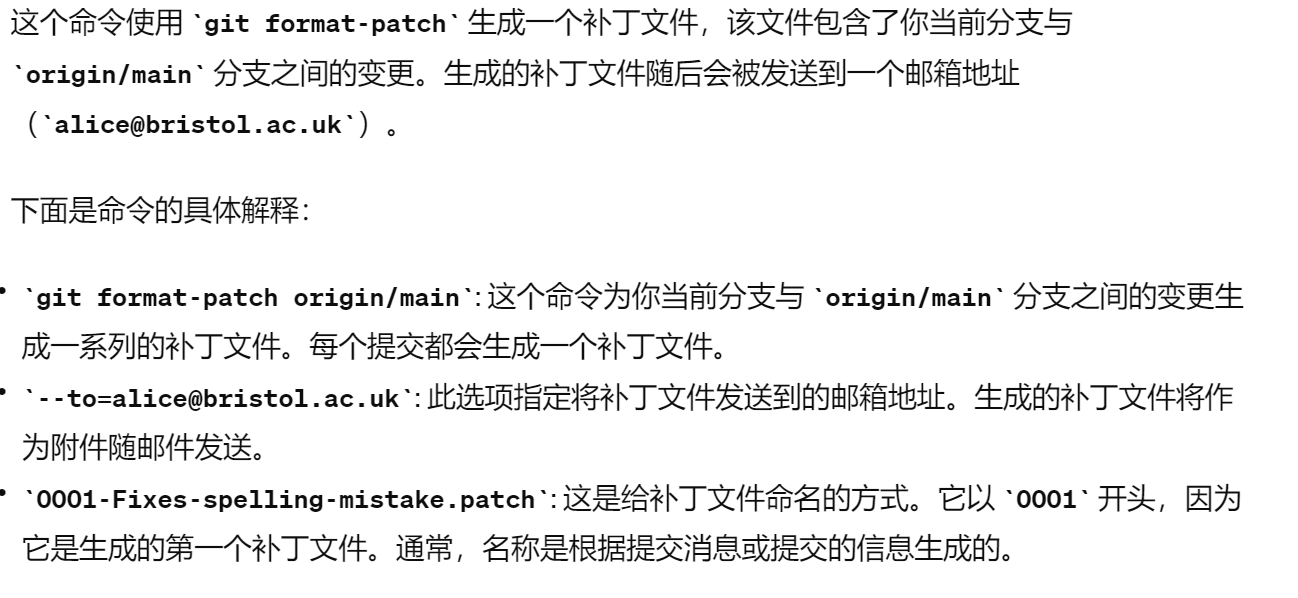 这个命令使用 `git format-patch` 生成一个补丁文件，该文件包含了你当前分支与
`origin/main` 分支之间的变更。生成的补丁文件随后会被发送到一个邮箱地址
（`alice@bristol.ac.uk`）。
下面是命令的具体解释：
• `git format-patch origin/main`: 这个命令为你当前分支与 `origin/main` 分支之间的变更生
成一系列的补丁文件。每个提交都会生成一个补丁文件。
• `--to=alice@bristol.ac.uk`: 此选项指定将补丁文件发送到的邮箱地址。生成的补丁文件将作
为附件随邮件发送。
• `0001-Fixes-spelling-mistake.patch`: 这是给补丁文件命名的方式。它以 `0001` 开头，因为
它是生成的第一个补丁文件。通常，名称是根据提交消息或提交的信息生成的。